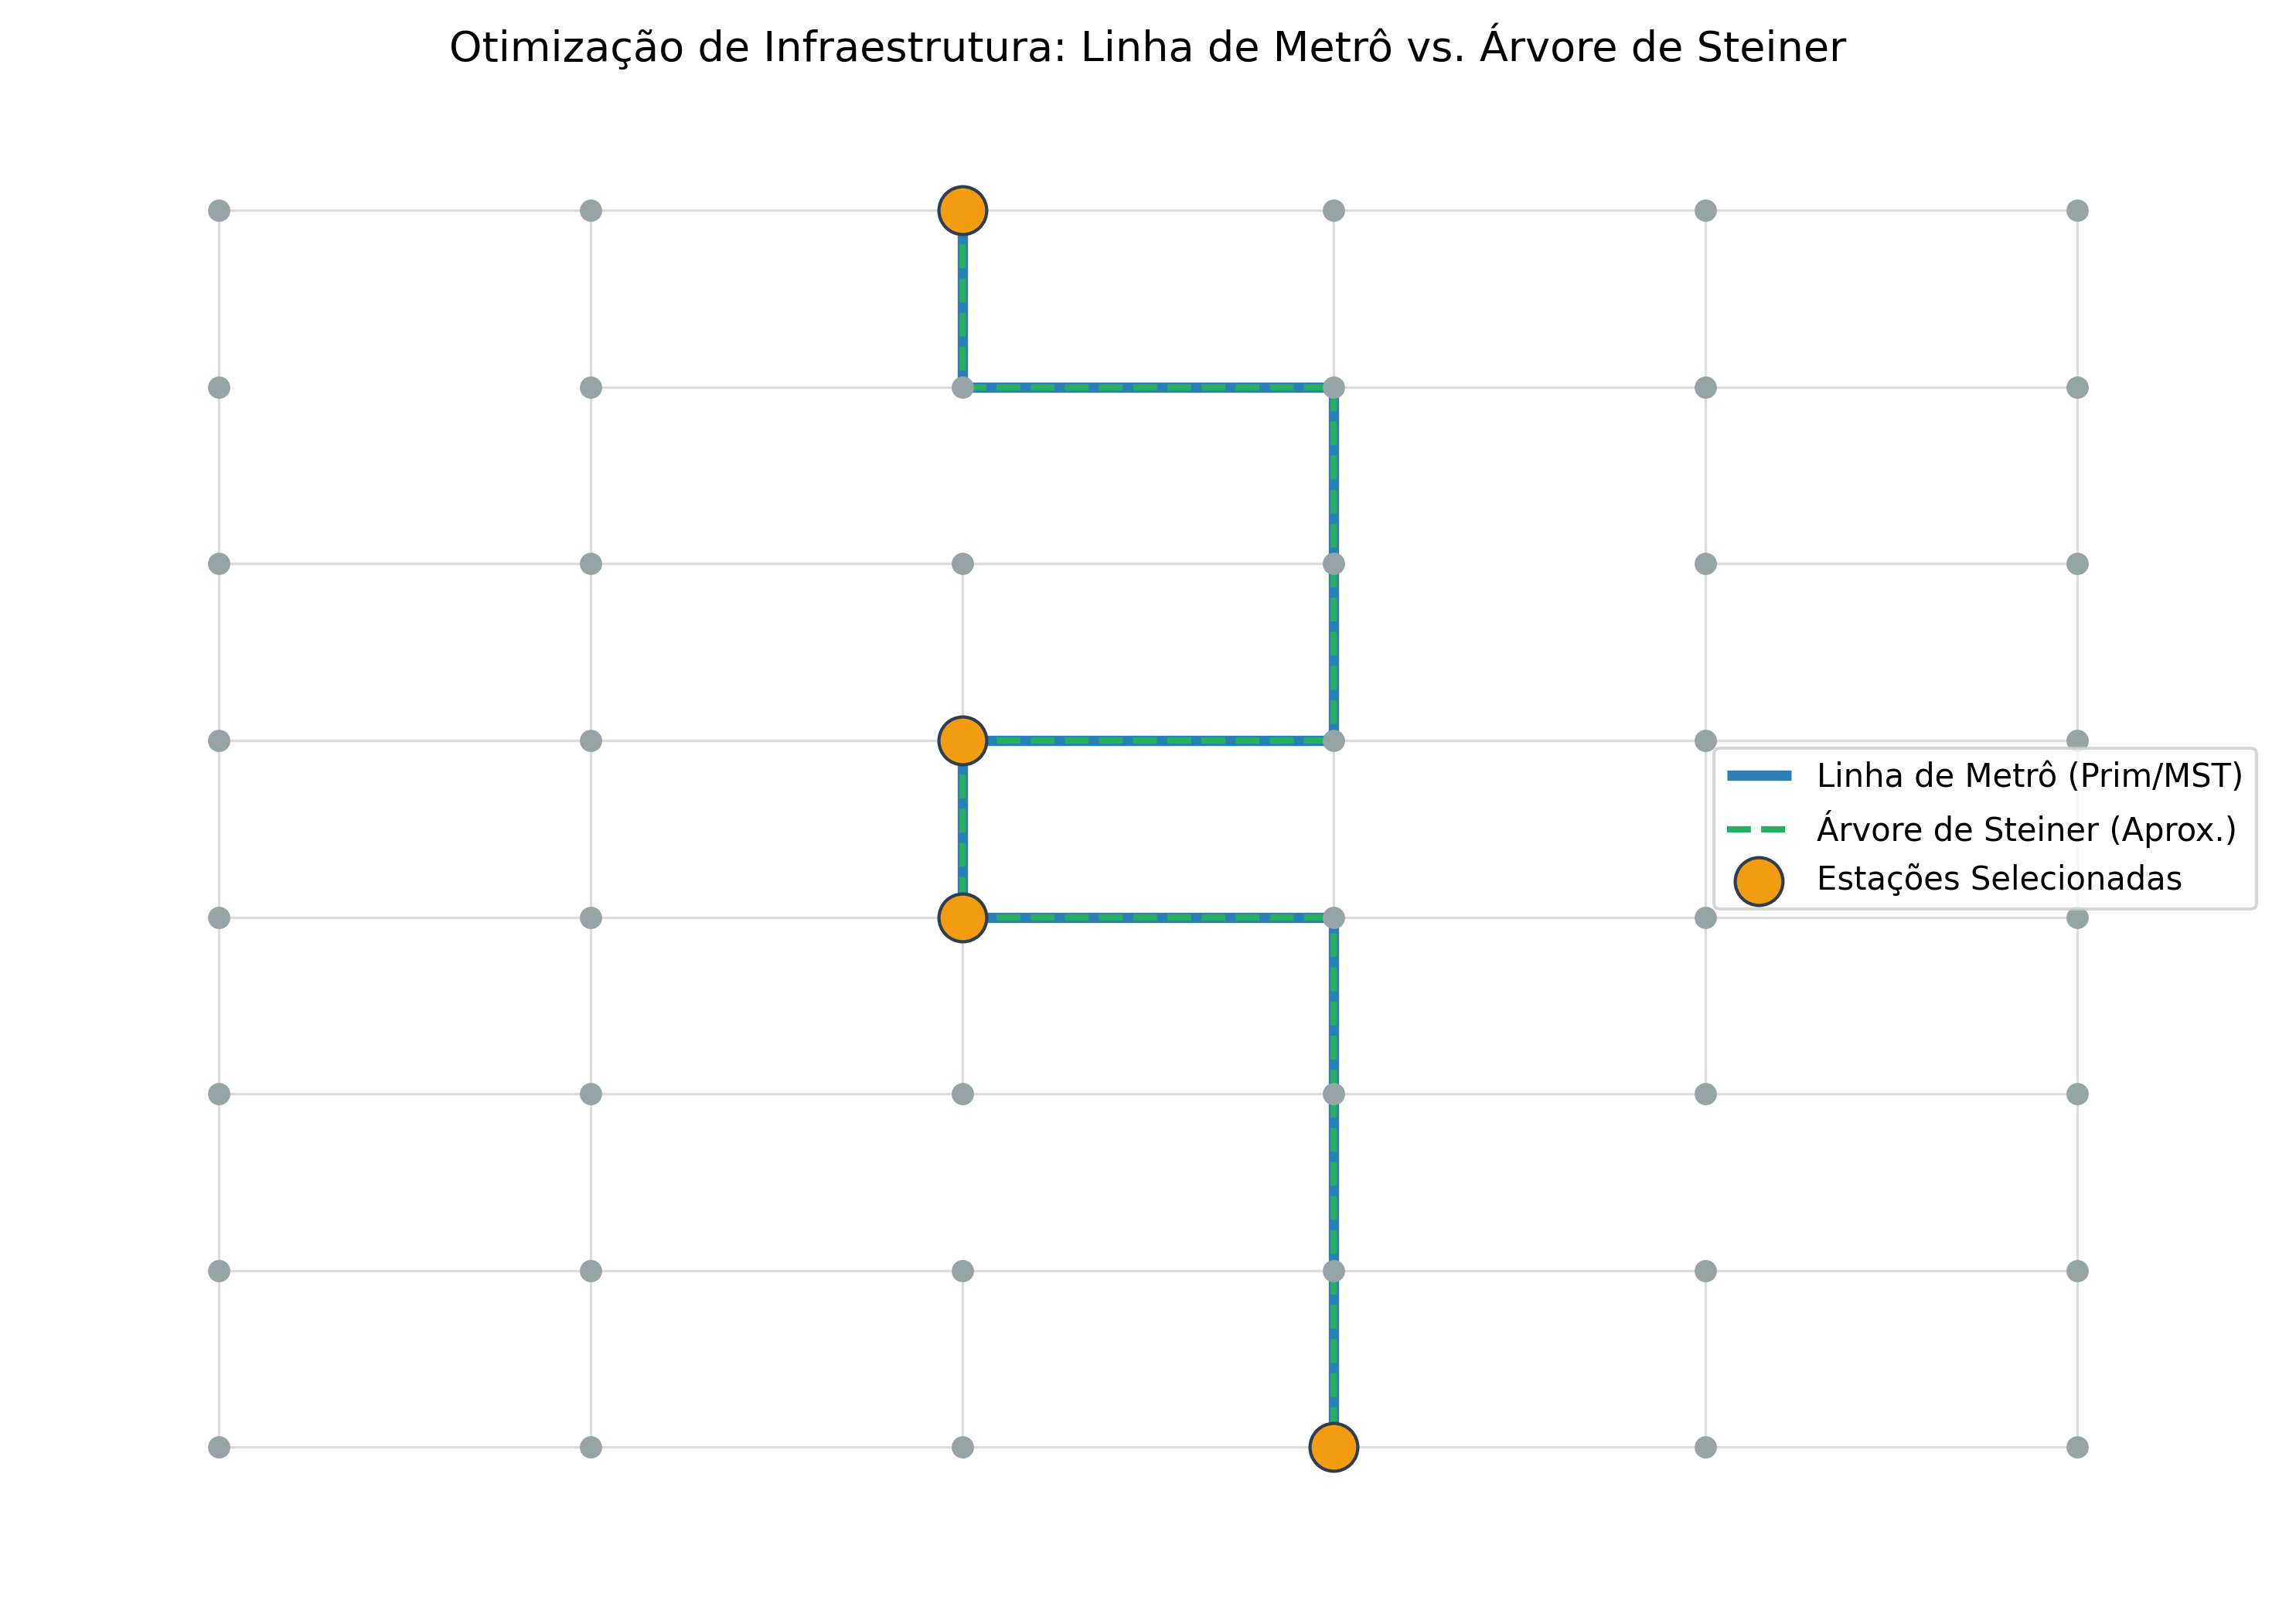 Otimização de Infraestrutura: Linha de Metrô vs. Árvore de Steiner
Linha de Metrô (Prim/MST)
Árvore de Steiner (Aprox.)
Estações Selecionadas